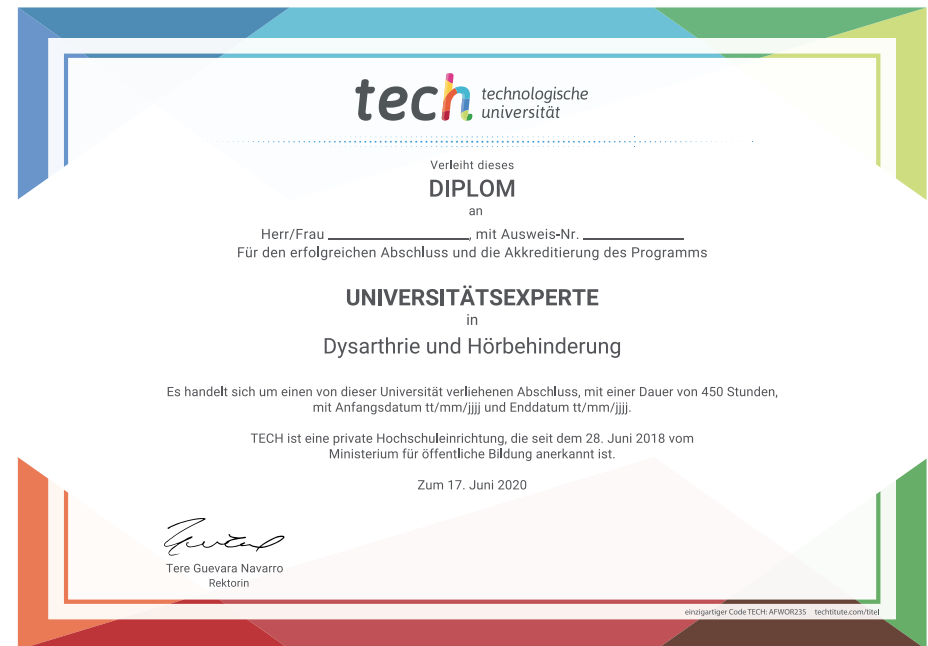 tech technologische
universität
Verleiht dieses
DIPLOM
an
Herr/Frau ____________, mit Ausweis-Nr. ____________
Für den erfolgreichen Abschluss und die Akkreditierung des Programms
UNIVERSITÄTSEXPERTE
in
Dysarthrie und Hörbehinderung
Es handelt sich um einen von dieser Universität verliehenen Abschluss, mit einer Dauer von 450 Stunden,
mit Anfangsdatum tt/mm/jjjj und Enddatum tt/mm/jjjj.
TECH ist eine private Hochschuleinrichtung, die seit dem 28. Juni 2018 vom
Ministerium für öffentliche Bildung anerkannt ist.
Zum 17. Juni 2020
Tere Guevara Navarro
Rektorin
einzigartiger Code TECH: AFWOR23S techtitute.com/titel